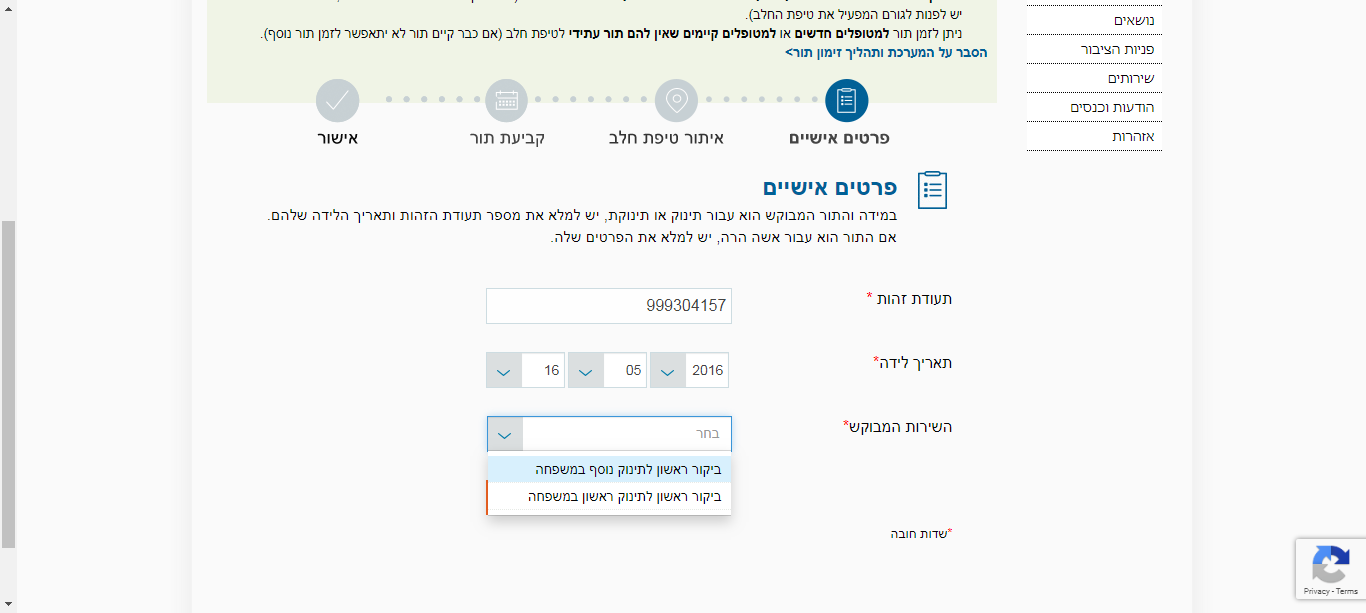 יש לפנות לגורם המפעיל את טיפת החלב).
ניתן לזמן תור למטופלים חדשים או למטופלים קיימים שאין להם תור עתידי לטיפת חלב (אם כבר קיים תור לא יתאפשר לזמן תור נוסף).
הסבר על המערכת ותהליך זימון תור>
נושאים
פניות הציבור
שירותים
הודעות וכנסים
אזהרות
פרטים אישיים
איתור טיפת חלב
קביעת תור
אישור
פרטים אישיים
במידה והתור המבוקש הוא עבור תינוק או תינוקת, יש למלא את מספר תעודת הזהות ותאריך הלידה שלהם.
אם התור הוא עבור אשה הרה, יש למלא את הפרטים שלה.
תעודת זהות *
999304157
תאריך לידה*
2016
05
16
השירות המבוקש*
בחר
ביקור ראשון לתינוק נוסף במשפחה
ביקור ראשון לתינוק ראשון במשפחה
*שדות חובה
Privacy - Terms